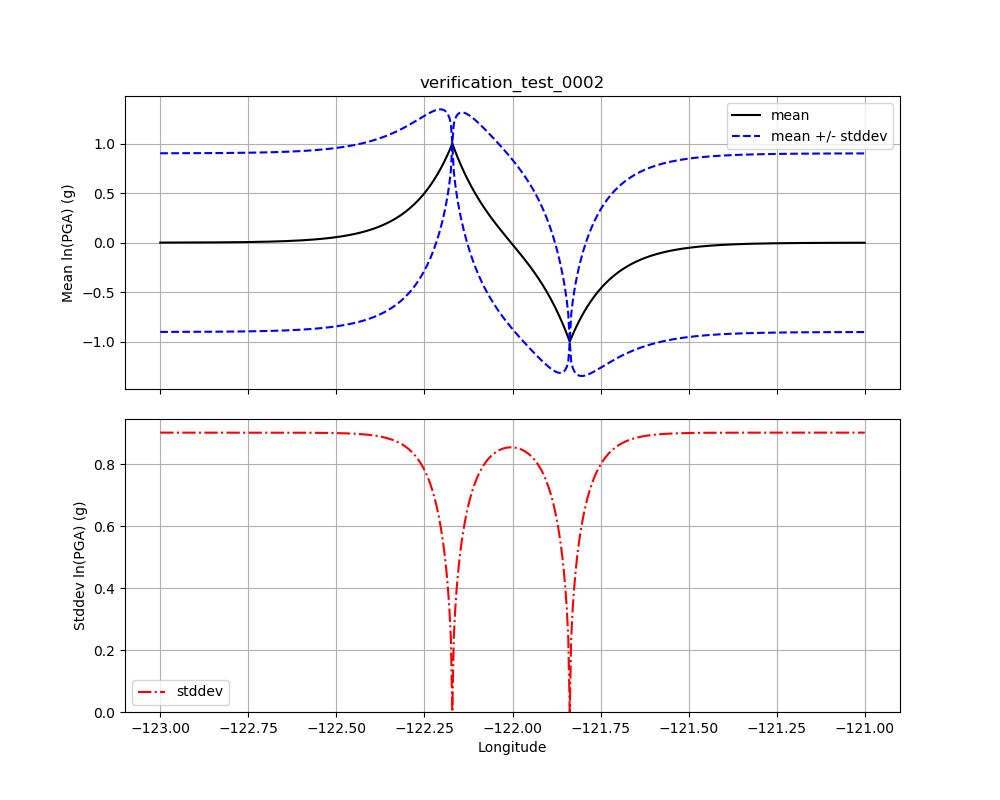 verification_test_0002
Mean ln(PGA) (g)
1.0
0.5
0.0
−0.5
−1.0
mean
mean +/- stddev
Stddev ln(PGA) (g)
0.8
0.6
0.4
0.2
0.0
stddev
−123.00 −122.75 −122.50 −122.25 −122.00 −121.75 −121.50 −121.25 −121.00
Longitude